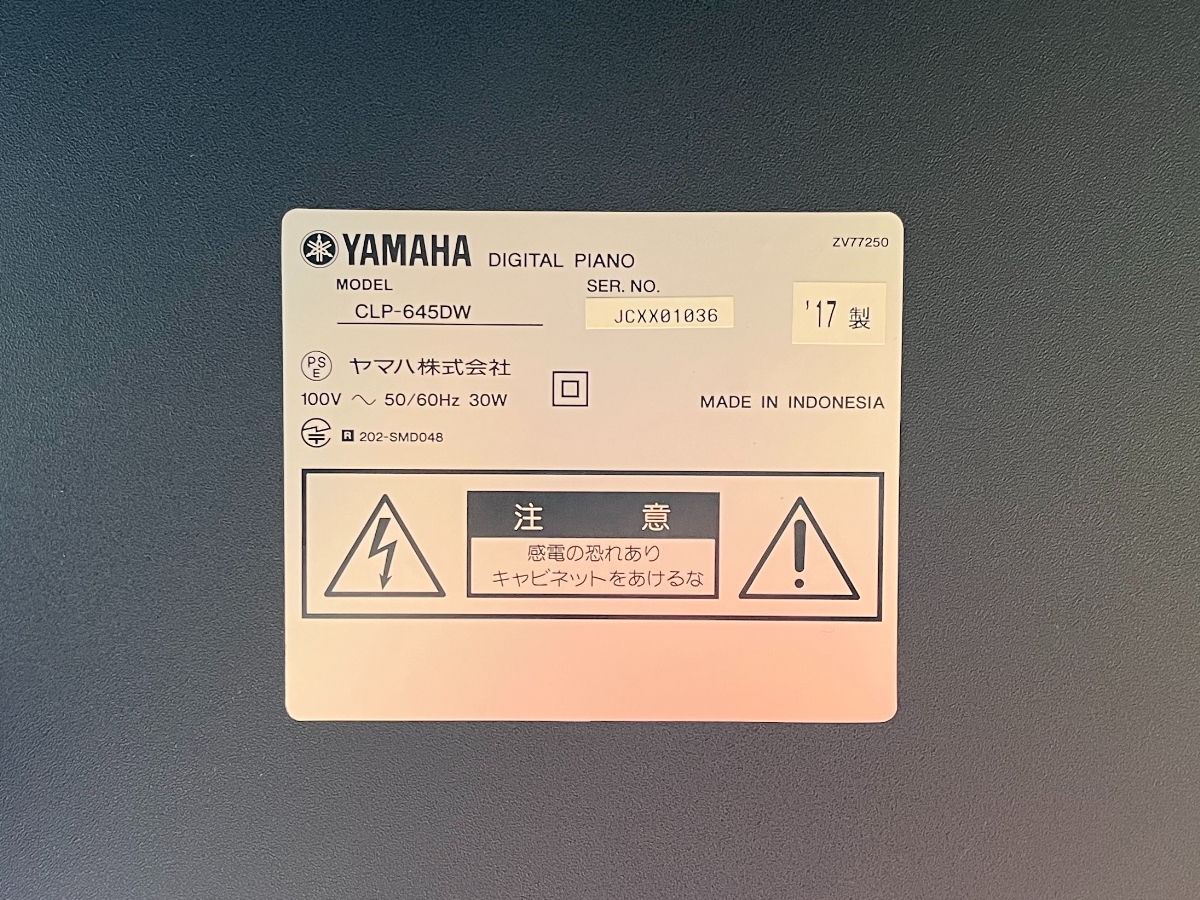 YAMAHA DIGITAL PIANO
ZV77250
MODEL
CLP-645DW
SER. NO.
JCXX01036
'17 製
PS E ヤマハ株式会社
100V ～ 50/60Hz 30W
MADE IN INDONESIA
R 202-SMD048
注意
感電の恐れあり
キャビネットをあけるな